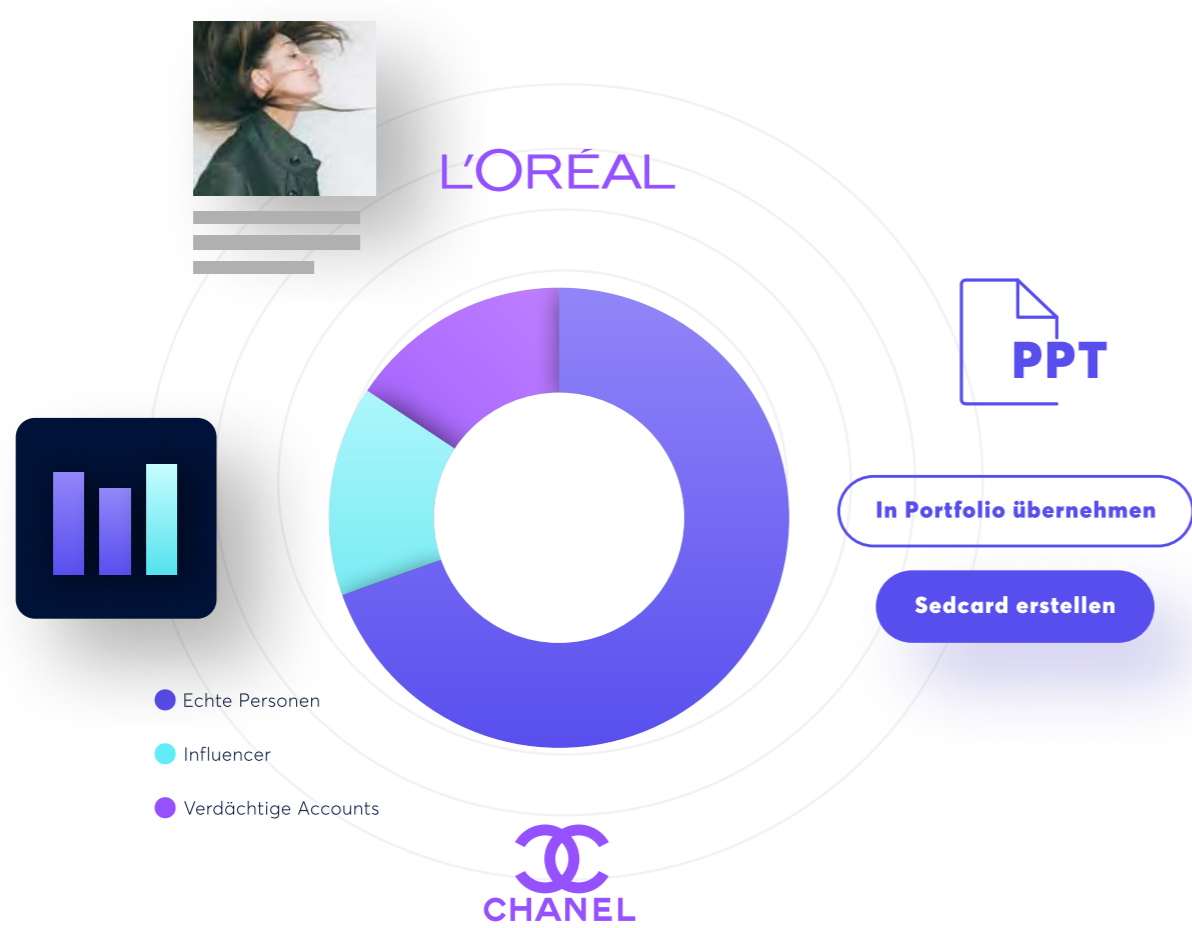 L'ORÉAL
PPT
In Portfolio übernehmen
Sedcard erstellen
Echte Personen
Influencer
Verdächtige Accounts
CHANEL